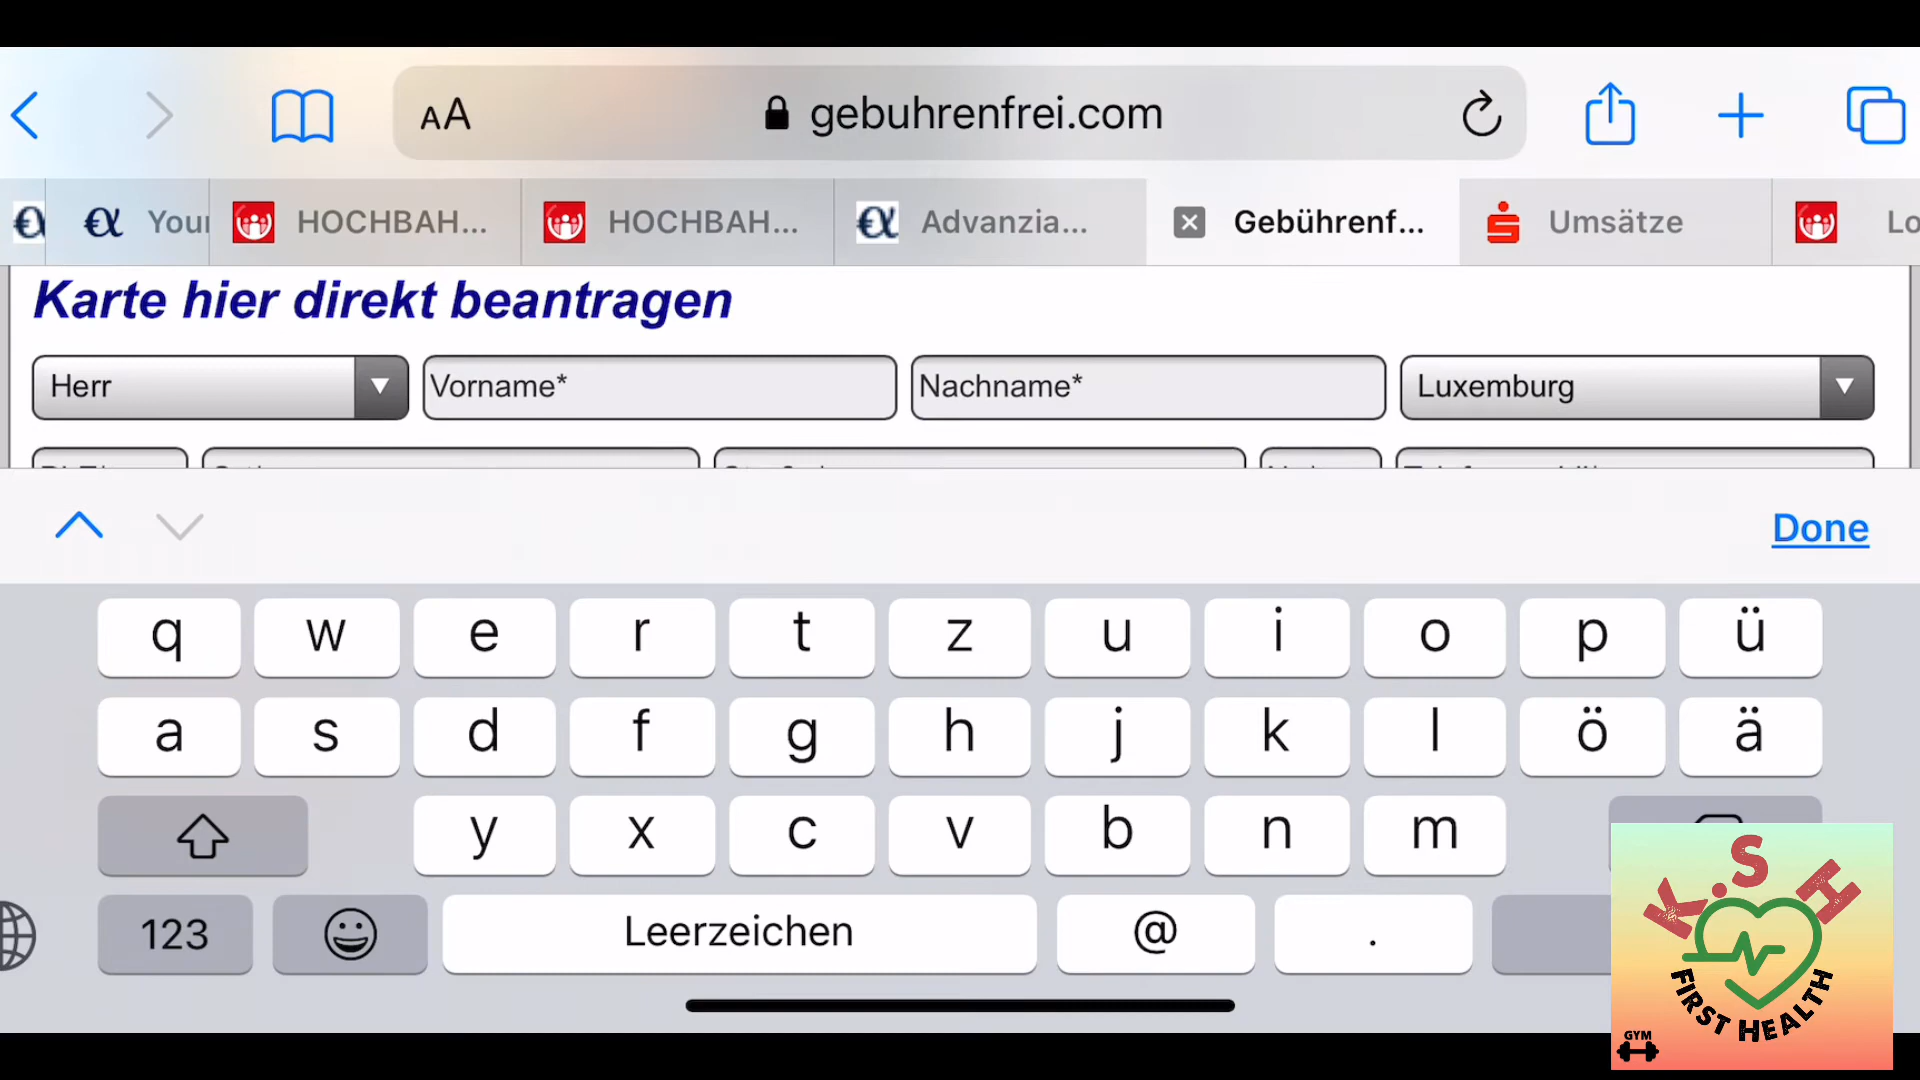 AA gebuhrenfrei.com
€α You HOCHBAH... HOCHBAH... €α Advanzia... Gebührenf... Umsätze Lo
Karte hier direkt beantragen
Herr Vorname* Nachname* Luxemburg
Done
q w e r t z u i o p ü
a s d f g h j k l ö ä
y x c v b n m
123 Leerzeichen @ .
K.SH
FIRST HEALTH
GYM